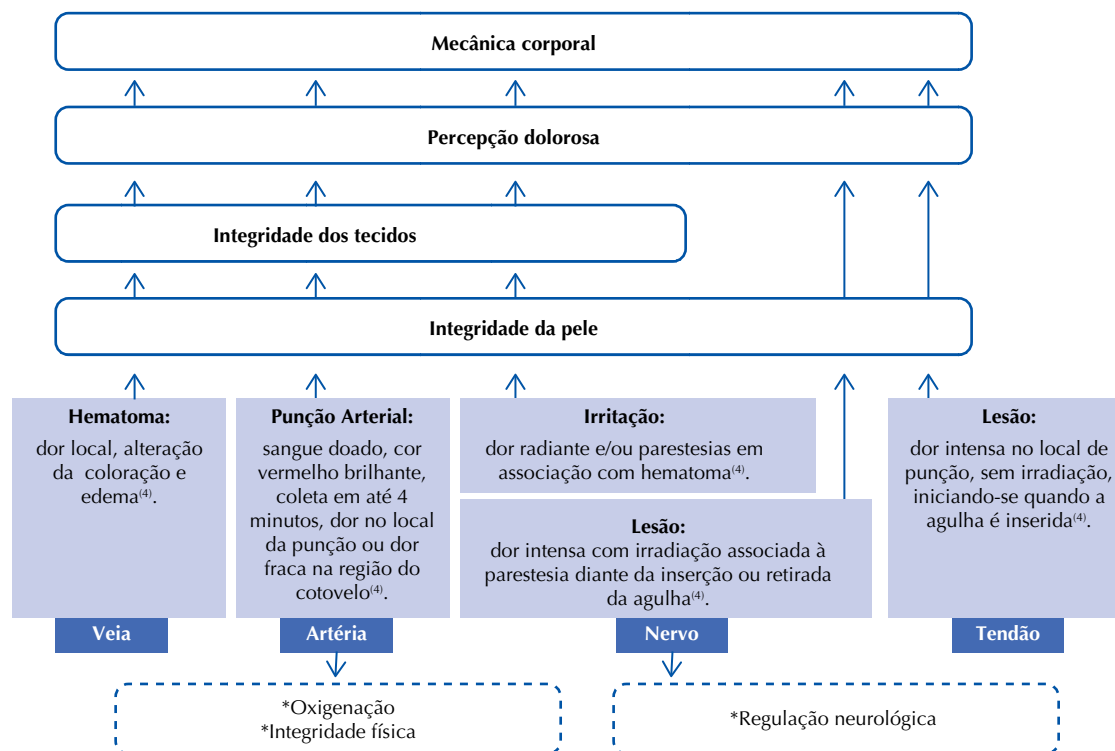 Mecânica corporal
Percepção dolorosa
Integridade dos tecidos
Integridade da pele
Hematoma:
dor local, alteração
da coloração e
edema(4).
Punção Arterial:
sangue doado, cor
vermelho brilhante,
coleta em até 4
minutos, dor no local
da punção ou dor
fraca na região do
cotovelo(4).
Irritação:
dor radiante e/ou parestesias em
associação com hematoma(4).
Lesão:
dor intensa com irradiação associada à
parestesia diante da inserção ou retirada
da agulha(4).
Lesão:
dor intensa no local de
punção, sem irradiação,
iniciando-se quando a
agulha é inserida(4).
Veia
Artéria
Nervo
Tendão
*Oxigenação
*Integridade física
*Regulação neurológica